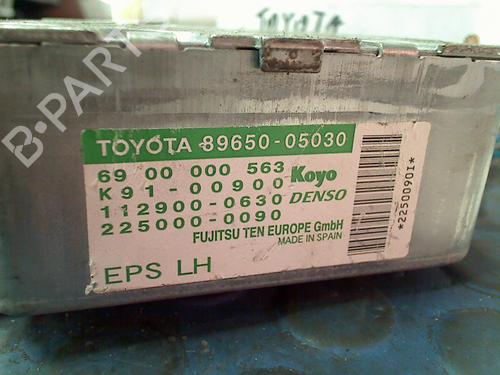 TOYOTA
TOYOTA 89650-05030
69 00 000 563
K91-00900 Koyo
112900-0630 DENSO
225000-0090
FUJITSU TEN EUROPE GmbH
MADE IN SPAIN
EPS LH
*22500901*
B-PARTS